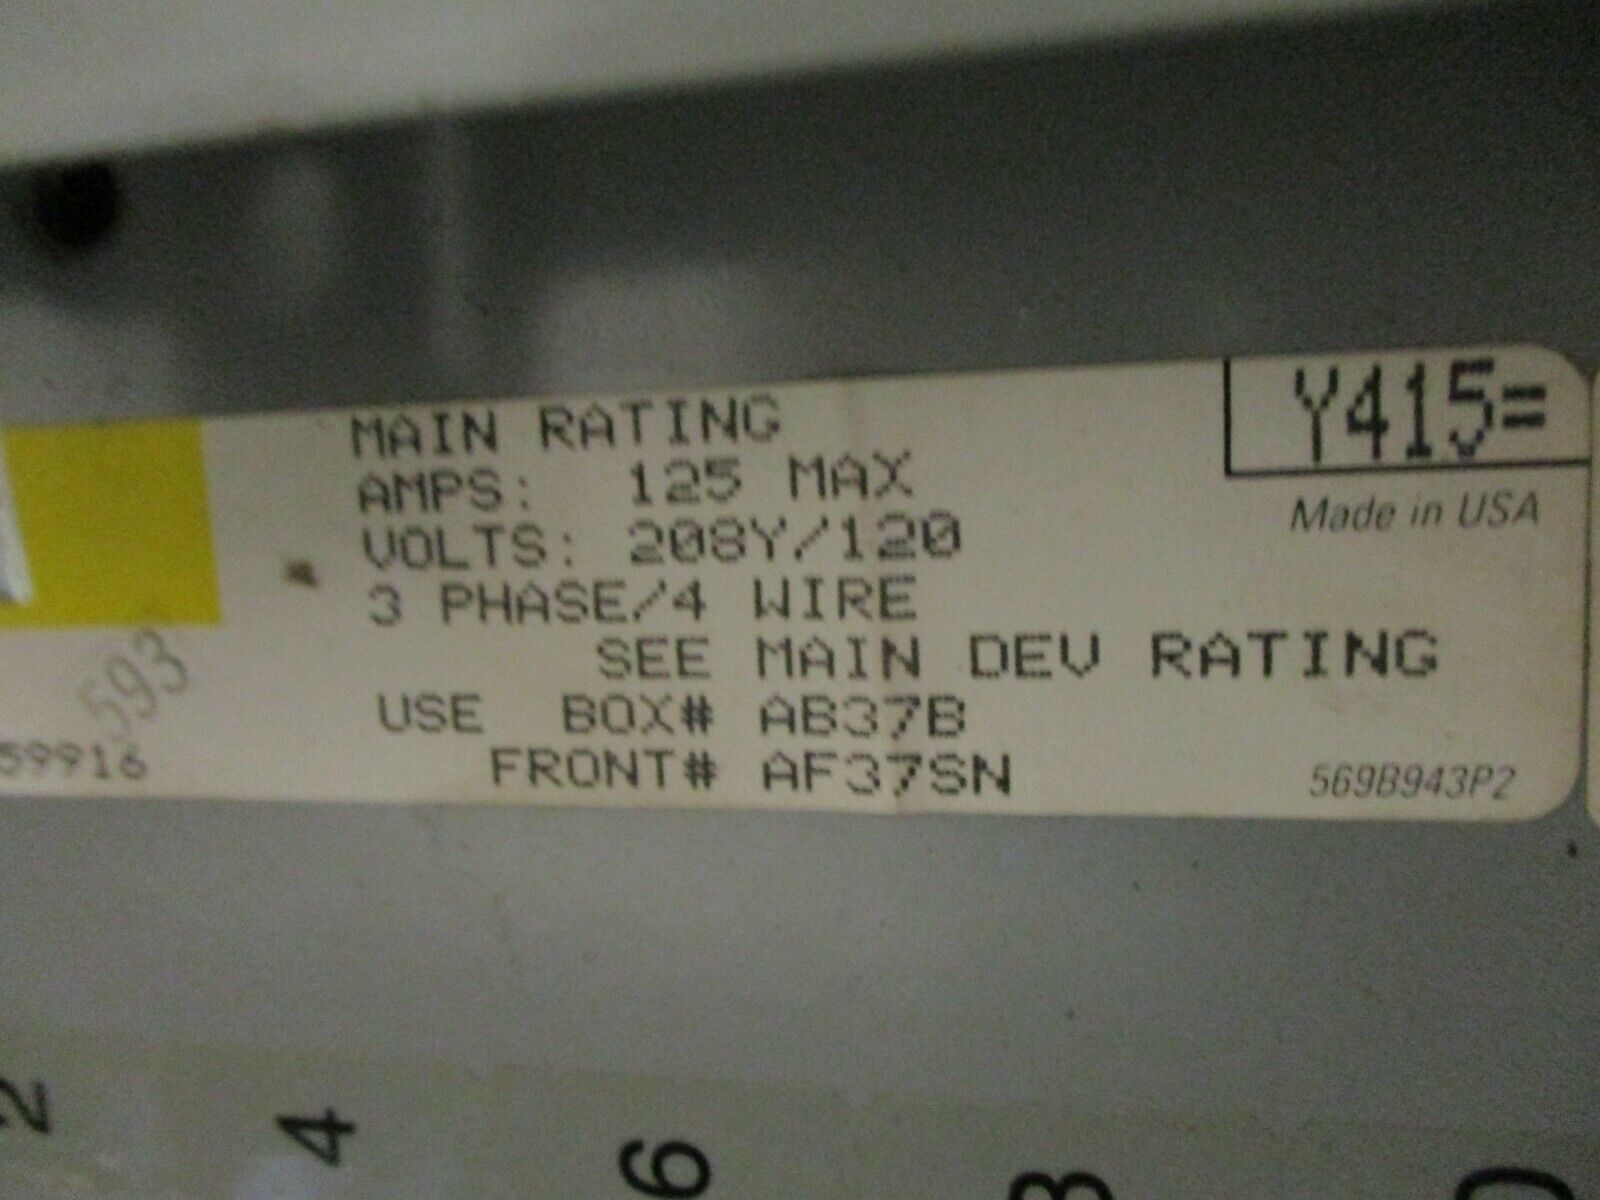 MAIN RATING
Y415=
AMPS: 125 MAX
Made in USA
VOLTS: 208Y/120
3 PHASE/4 WIRE
SEE MAIN DEV RATING
593
USE BOX# AB37B
59916
FRONT# AF37SN
569B943P2
2 4 6 8